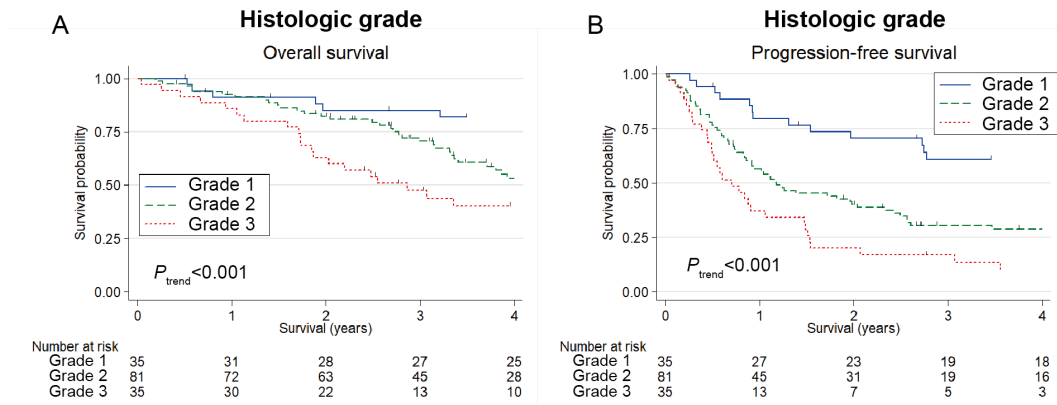 A
Histologic grade
Overall survival
Survival probability
1.00
0.75
0.50
0.25
0.00
Grade 1
Grade 2
Grade 3
Ptrend<0.001
0 1 2 3 4
Survival (years)
Number at risk
Grade 1 35 31 28 27 25
Grade 2 81 72 63 45 28
Grade 3 35 30 22 13 10
B
Histologic grade
Progression-free survival
Survival probability
1.00
0.75
0.50
0.25
0.00
Grade 1
Grade 2
Grade 3
Ptrend<0.001
0 1 2 3 4
Survival (years)
Number at risk
Grade 1 35 27 23 19 18
Grade 2 81 45 31 19 16
Grade 3 35 13 7 5 3